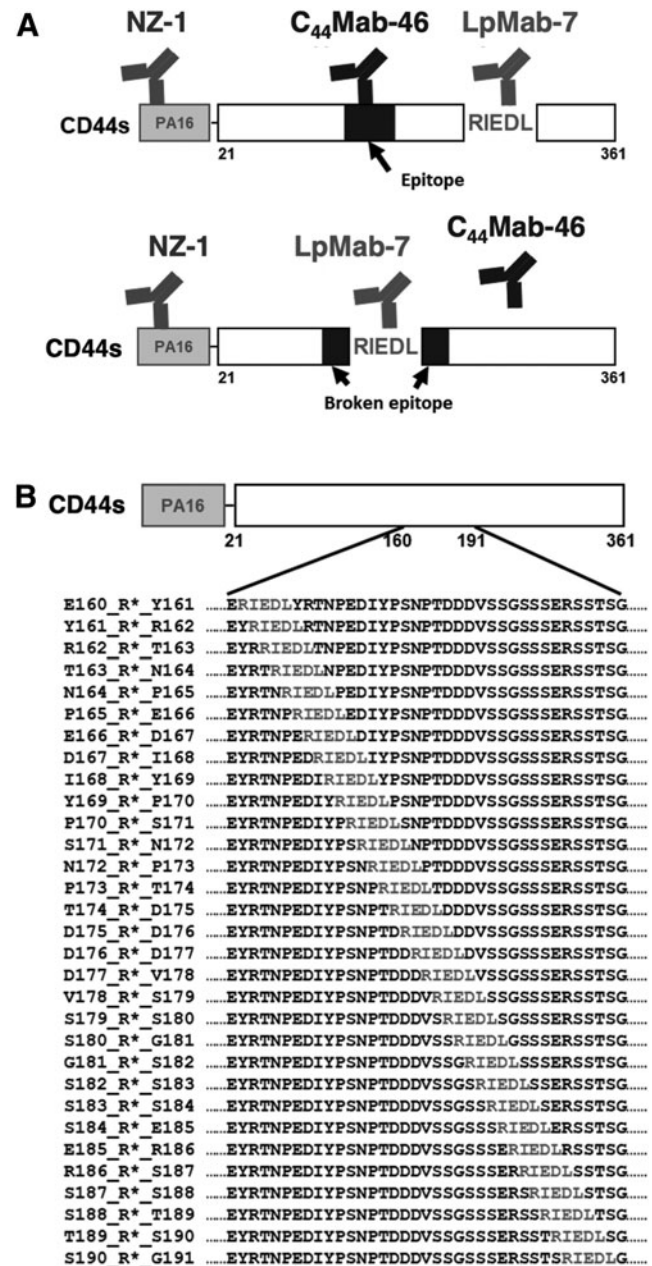 A
NZ-1 C₄₄Mab-46 LpMab-7
CD44s PA16 RIEDL
21 361
Epitope
NZ-1 LpMab-7 C₄₄Mab-46
CD44s PA16 RIEDL
21 361
Broken epitope
B CD44s PA16
21 160 191 361
E160_R*_Y161 ......ERIEDLYRTNPEDIYPSNPTDDDVSSGSSSERSSTSG......
Y161_R*_R162 ......EYRIEDLRTNPEDIYPSNPTDDDVSSGSSSERSSTSG......
R162_R*_T163 ......EYRRIEDLTNPEDIYPSNPTDDDVSSGSSSERSSTSG......
T163_R*_N164 ......EYRTRIEDLNPEDIYPSNPTDDDVSSGSSSERSSTSG......
N164_R*_P165 ......EYRTNRIEDLPEDIYPSNPTDDDVSSGSSSERSSTSG......
P165_R*_E166 ......EYRTNPRIEDLEDIYPSNPTDDDVSSGSSSERSSTSG......
E166_R*_D167 ......EYRTNPERIEDLDIYPSNPTDDDVSSGSSSERSSTSG......
D167_R*_I168 ......EYRTNPEDRIEDLIYPSNPTDDDVSSGSSSERSSTSG......
I168_R*_Y169 ......EYRTNPEDIRIEDLYPSNPTDDDVSSGSSSERSSTSG......
Y169_R*_P170 ......EYRTNPEDIYRIEDLPSNPTDDDVSSGSSSERSSTSG......
P170_R*_S171 ......EYRTNPEDIYPRIEDLSNPTDDDVSSGSSSERSSTSG......
S171_R*_N172 ......EYRTNPEDIYPSRIEDLNPTDDDVSSGSSSERSSTSG......
N172_R*_P173 ......EYRTNPEDIYPSNRIEDLPTDDDVSSGSSSERSSTSG......
P173_R*_T174 ......EYRTNPEDIYPSNPRIEDLTDDDVSSGSSSERSSTSG......
T174_R*_D175 ......EYRTNPEDIYPSNPTRIEDLDDDVSSGSSSERSSTSG......
D175_R*_D176 ......EYRTNPEDIYPSNPTDRIEDLDDVSSGSSSERSSTSG......
D176_R*_D177 ......EYRTNPEDIYPSNPTDDRIEDLDVSSGSSSERSSTSG......
D177_R*_V178 ......EYRTNPEDIYPSNPTDDDRIEDLVSSGSSSERSSTSG......
V178_R*_S179 ......EYRTNPEDIYPSNPTDDDVRIEDLSSGSSSERSSTSG......
S179_R*_S180 ......EYRTNPEDIYPSNPTDDDVSRIEDLSGSSSERSSTSG......
S180_R*_G181 ......EYRTNPEDIYPSNPTDDDVSSRIEDLGSSSERSSTSG......
G181_R*_S182 ......EYRTNPEDIYPSNPTDDDVSSGRIEDLSSSERSSTSG......
S182_R*_S183 ......EYRTNPEDIYPSNPTDDDVSSGSRIEDLSSERSSTSG......
S183_R*_S184 ......EYRTNPEDIYPSNPTDDDVSSGSSRIEDLSERSSTSG......
S184_R*_E185 ......EYRTNPEDIYPSNPTDDDVSSGSSSRIEDLERSSTSG......
E185_R*_R186 ......EYRTNPEDIYPSNPTDDDVSSGSSSERIEDLRSSTSG......
R186_R*_S187 ......EYRTNPEDIYPSNPTDDDVSSGSSSERRIEDLSSTSG......
S187_R*_S188 ......EYRTNPEDIYPSNPTDDDVSSGSSSERSRIEDLSTSG......
S188_R*_T189 ......EYRTNPEDIYPSNPTDDDVSSGSSSERSSRIEDLTSG......
T189_R*_S190 ......EYRTNPEDIYPSNPTDDDVSSGSSSERSSTRIEDLSG......
S190_R*_G191 ......EYRTNPEDIYPSNPTDDDVSSGSSSERSSTSRIEDLG......